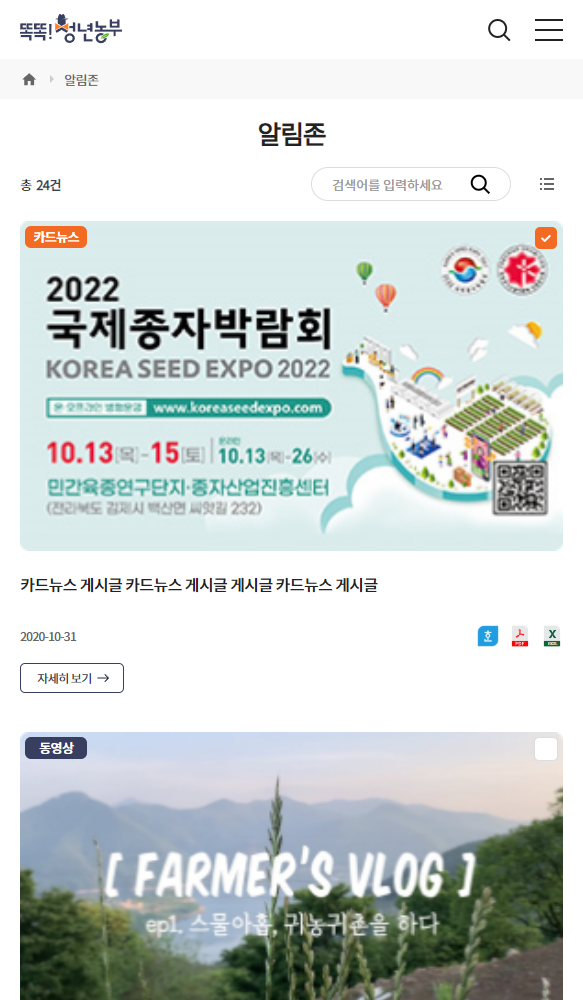 똑똑! 청년농부
알림존
알림존
총 24건
검색어를 입력하세요
카드뉴스
2022
국제종자박람회
KOREA SEED EXPO 2022
온·오프라인 병행운영 www.koreaseedexpo.com
10.13[목]-15[토] 온라인 10.13[목]-26[수]
민간육종연구단지·종자산업진흥센터
(전라북도 김제시 백산면 씨앗길 232)
카드뉴스 게시글 카드뉴스 게시글 게시글 카드뉴스 게시글
2020-10-31
자세히 보기
동영상
[ FARMER'S VLOG ]
ep1. 스물아홉, 귀농귀촌을 하다